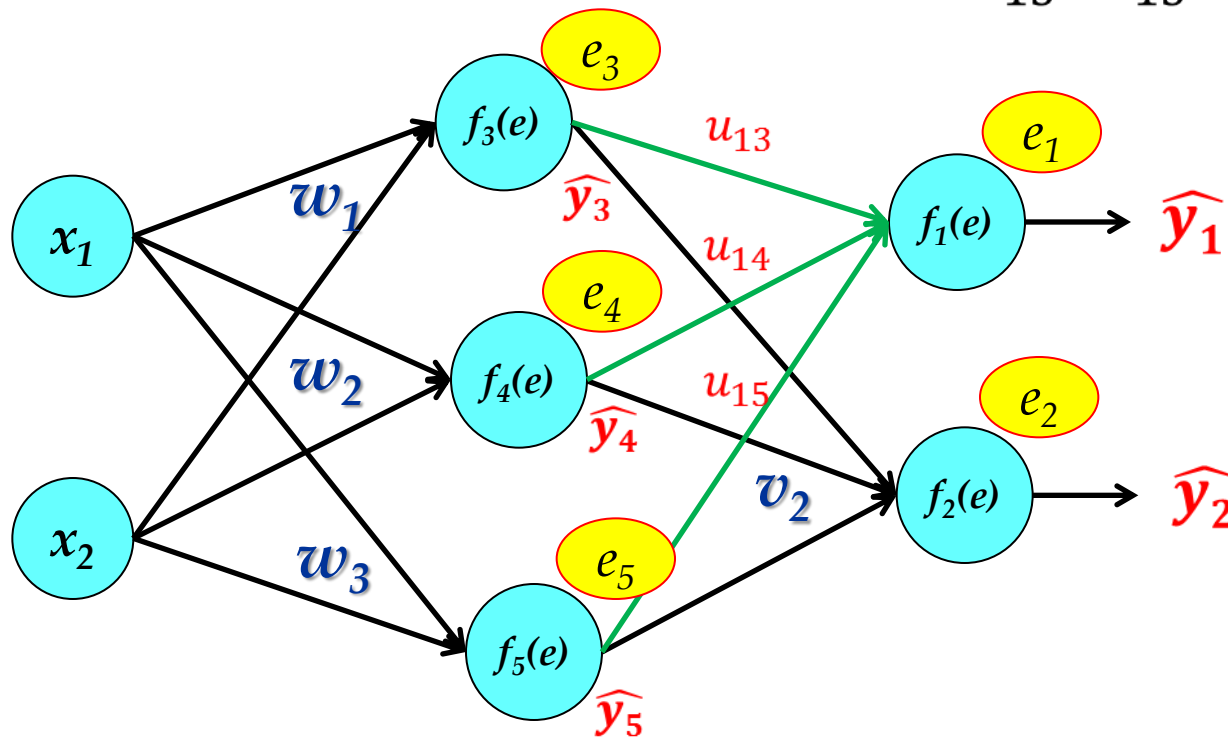 e₃
f₃(e)
u₁₃
e₁
w₁
ŷ₃
f₁(e)
ŷ₁
x₁
u₁₄
e₄
w₂
f₄(e)
u₁₅
e₂
ŷ₄
v₂
f₂(e)
ŷ₂
x₂
w₃
e₅
f₅(e)
ŷ₅